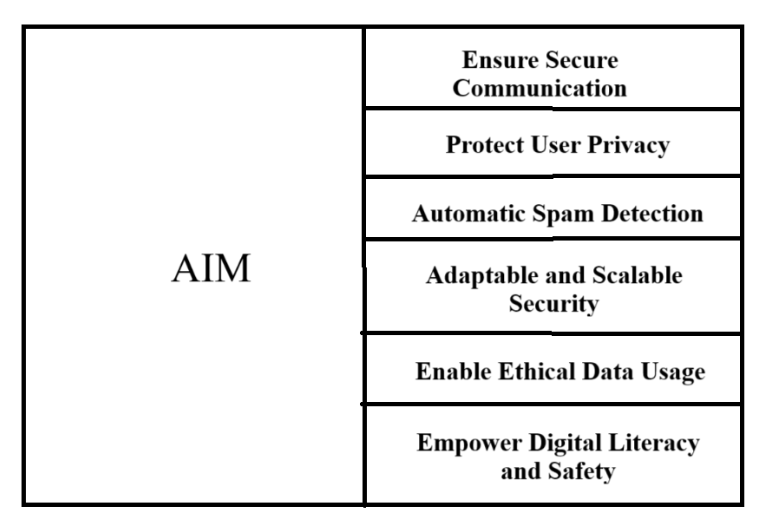 AIM
Ensure Secure
Communication
Protect User Privacy
Automatic Spam Detection
Adaptable and Scalable
Security
Enable Ethical Data Usage
Empower Digital Literacy
and Safety